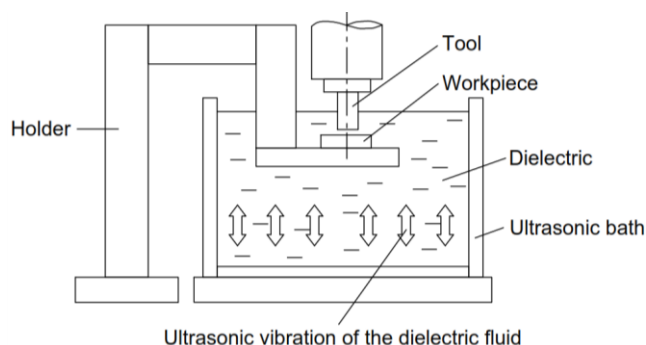 Tool
Workpiece
Holder
Dielectric
Ultrasonic bath
Ultrasonic vibration of the dielectric fluid